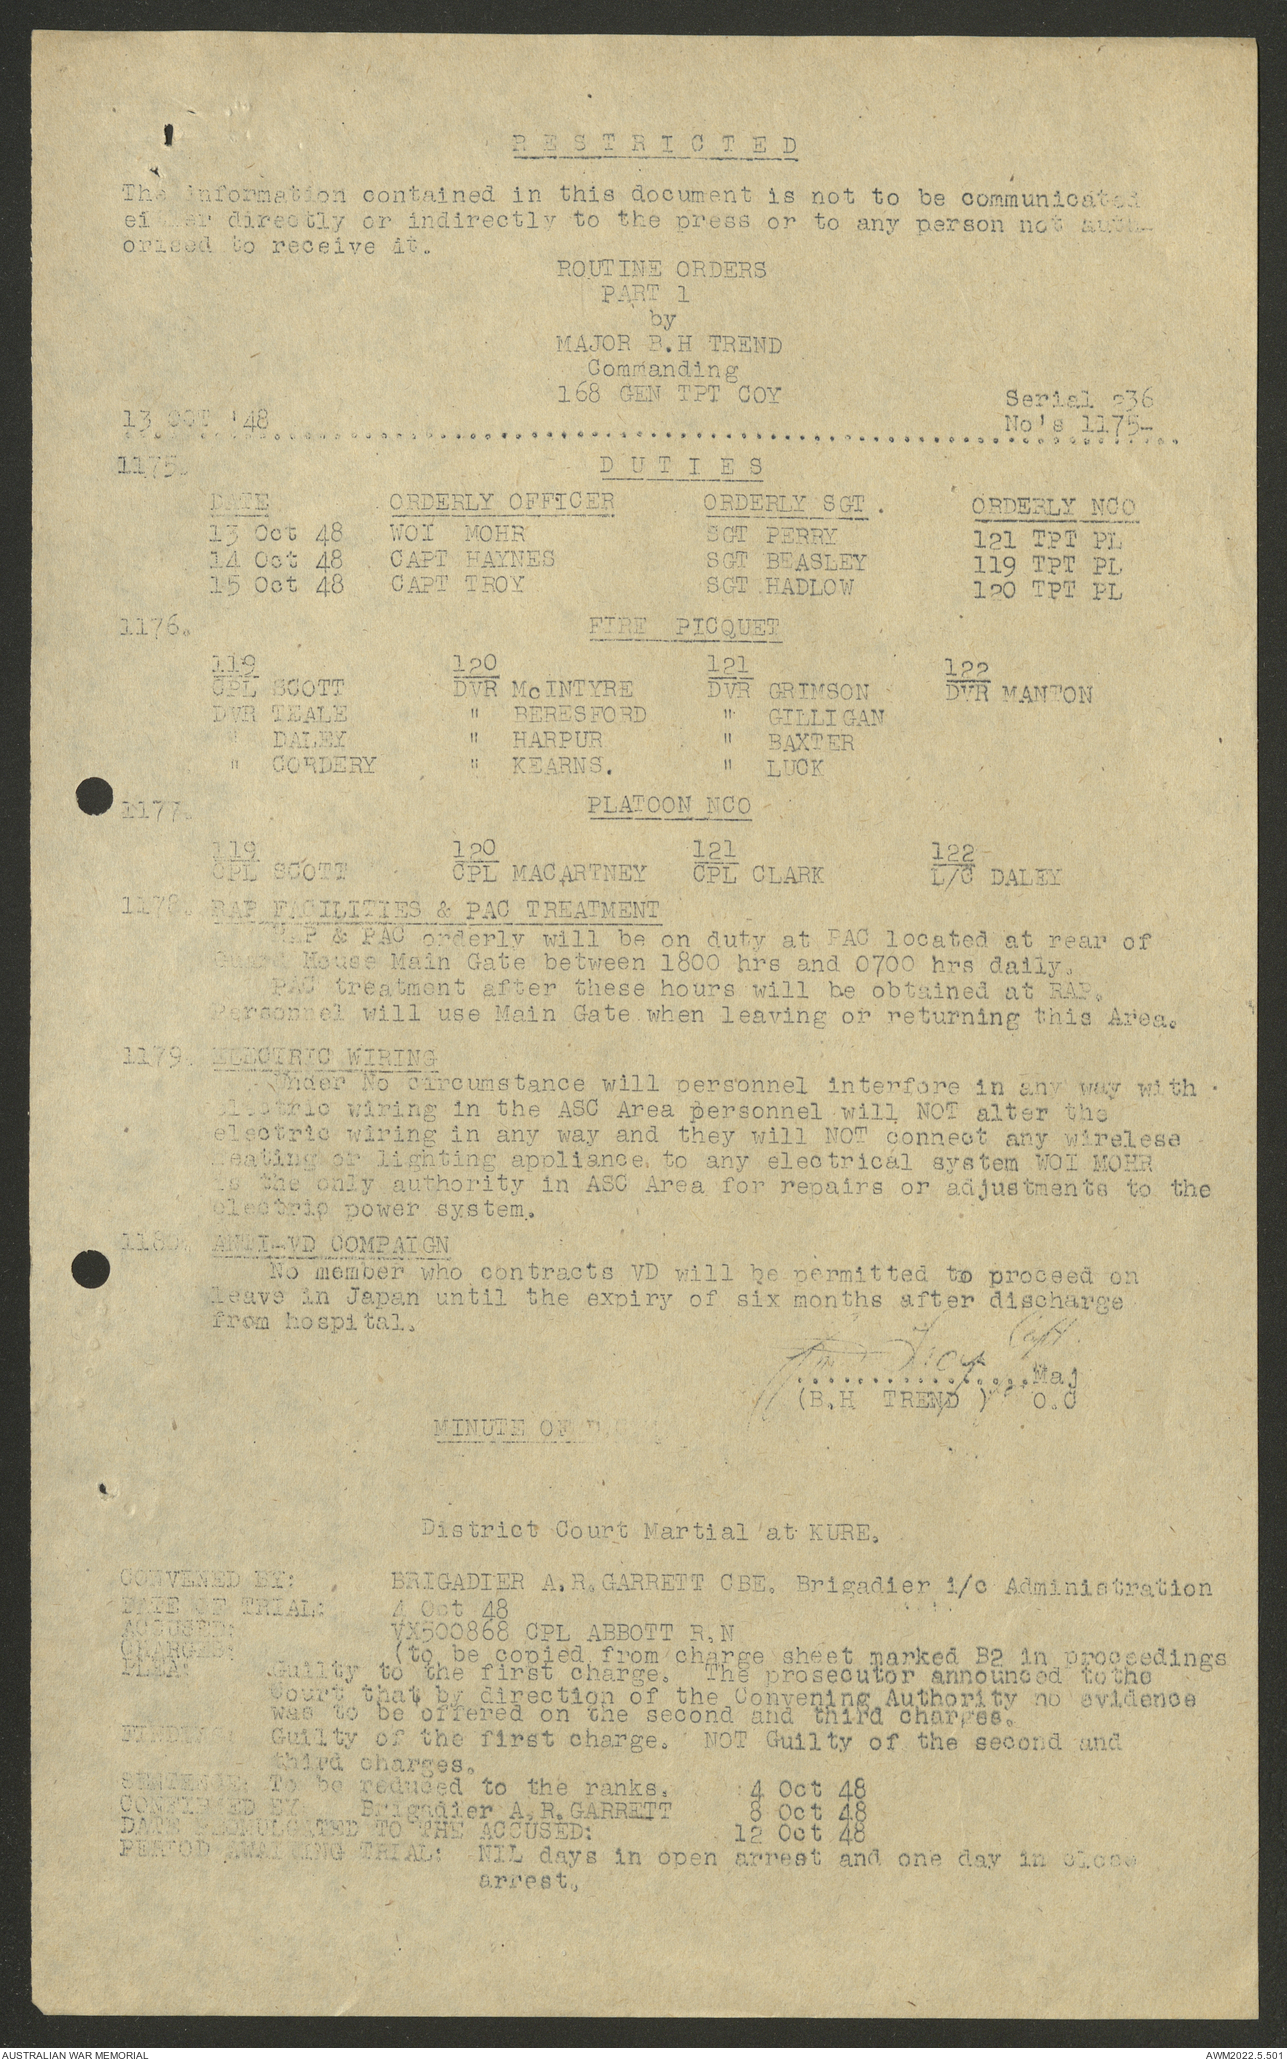 RESTRICTED
The information contained in this document is not to be communicated
either directly or indirectly to the press or to any person not auth-
orised to receive it.
ROUTINE ORDERS
PART 1
by
MAJOR B.H TREND
Commanding
168 GEN TPT COY
Serial 236
13 OCT '48 No's 1175-
1175. DUTIES
DATE ORDERLY OFFICER ORDERLY SGT. ORDERLY NCO
13 Oct 48 WOI MOHR SGT PERRY 121 TPT PL
14 Oct 48 CAPT HAYNES SGT BEASLEY 119 TPT PL
15 Oct 48 CAPT TROY SGT HADLOW 120 TPT PL
1176. FIRE PICQUET
119 120 121 122
CPL SCOTT DVR McINTYRE DVR GRIMSON DVR MANTON
DVR TEALE " BERESFORD " GILLIGAN
" DALEY " HARPUR " BAXTER
" CORDERY " KEARNS. " LUCK
1177. PLATOON NCO
119 120 121 122
CPL SCOTT CPL MACARTNEY CPL CLARK L/C DALEY
1178. RAP FACILITIES & PAC TREATMENT
RAP & PAC orderly will be on duty at PAC located at rear of
Guard House Main Gate between 1800 hrs and 0700 hrs daily.
PAC treatment after these hours will be obtained at RAP.
Personnel will use Main Gate when leaving or returning this Area.
1179. ELECTRIC WIRING
Under No circumstance will personnel interfore in any way with
electric wiring in the ASC Area personnel will NOT alter the
electric wiring in any way and they will NOT connect any wirelese
heating or lighting appliance to any electrical system WOI MOHR
is the only authority in ASC Area for repairs or adjustments to the
electric power system.
1180. ANTI-VD COMPAIGN
No member who contracts VD will be permitted to proceed on
leave in Japan until the expiry of six months after discharge
from hospital.
Troy Capt.
..................Maj
(B.H TREND ) O.C
MINUTE OF
District Court Martial at KURE.
CONVENED BY: BRIGADIER A.R.GARRETT CBE. Brigadier i/c Administration
DATE OF TRIAL: 4 Oct 48
ACCUSED: VX500868 CPL ABBOTT R.N
CHARGES: (to be copied from charge sheet marked B2 in proceedings
PLEA: Guilty to the first charge. The prosecutor announced tothe
Court that by direction of the Convening Authority no evidence
was to be offered on the second and third charges.
FINDING: Guilty of the first charge. NOT Guilty of the second and
third charges.
SENTENCE: To be reduced to the ranks. 4 Oct 48
CONFIRMED BY Brigadier A.R.GARRETT 8 Oct 48
DATE PROMULGATED TO THE ACCUSED: 12 Oct 48
PERIOD AWAITING TRIAL: NIL days in open arrest and one day in close
arrest.
AUSTRALIAN WAR MEMORIAL AWM2022.5.501